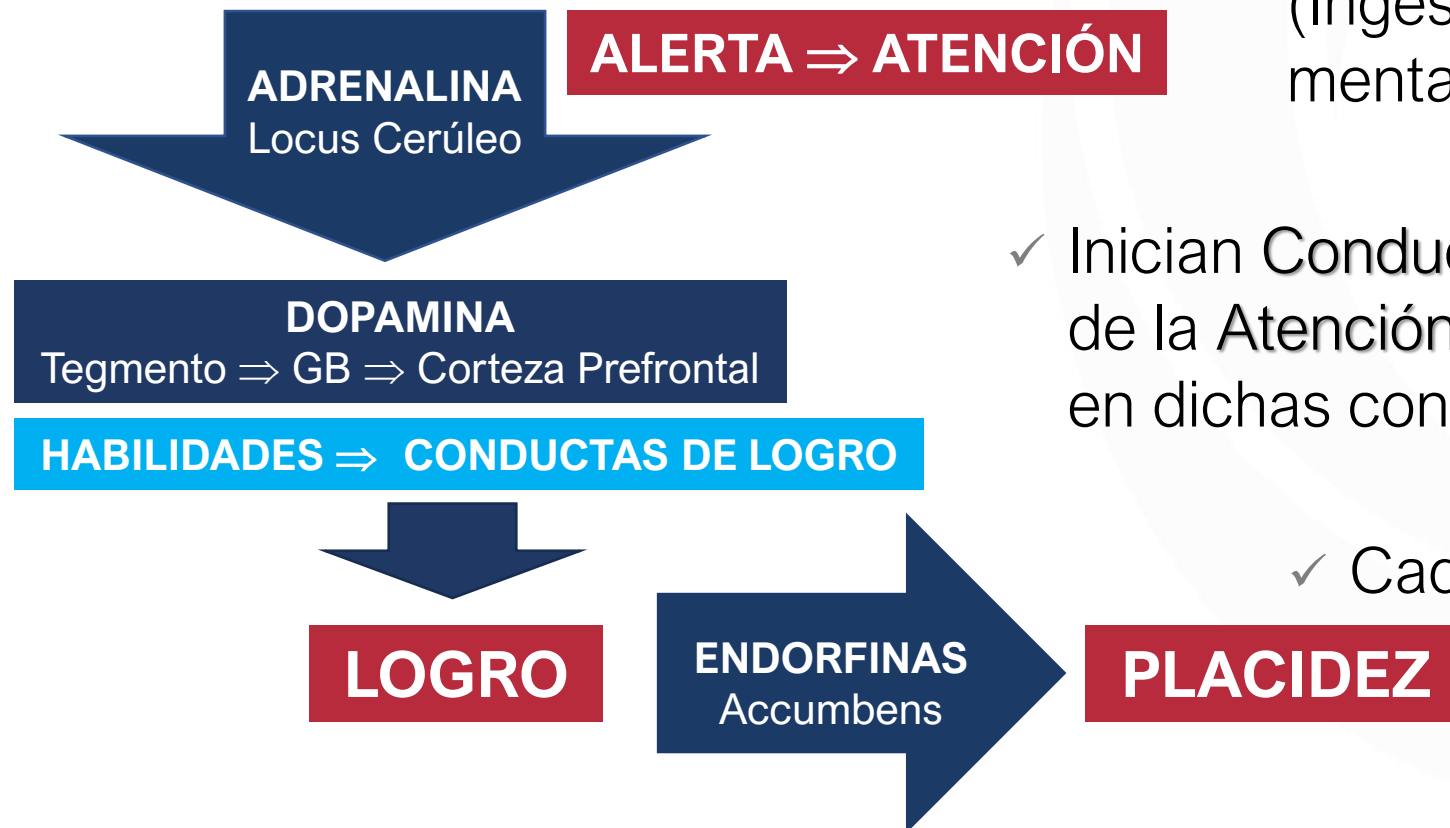 ALERTA ⇒ ATENCIÓN
ADRENALINA
Locus Cerúleo
DOPAMINA
Tegmento ⇒ GB ⇒ Corteza Prefrontal
HABILIDADES ⇒ CONDUCTAS DE LOGRO
LOGRO
ENDORFINAS
Accumbens
PLACIDEZ
✓ Inician
de la Atención
en dichas